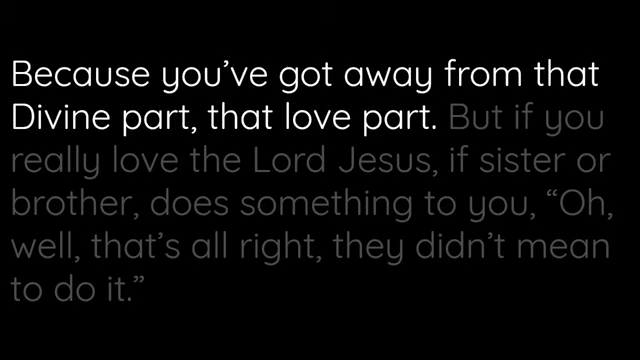 Because you’ve got away from that
Divine part, that love part. But if you
really love the Lord Jesus, if sister or
brother, does something to you, “Oh,
well, that’s all right, they didn’t mean
to do it.”